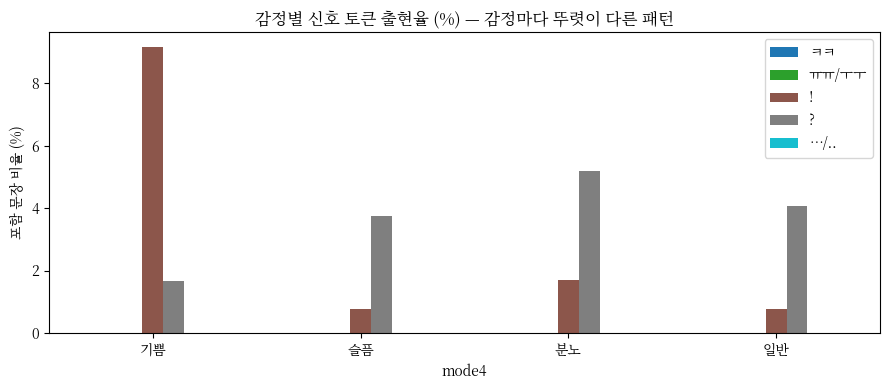 감정별 신호 토큰 출현율 (%) — 감정마다 뚜렷이 다른 패턴
포함 문장 비율 (%)
8
6
4
2
0
ㅋㅋ
ㅠㅠ/ㅜㅜ
!
?
…/..
기쁨 슬픔 분노 일반
mode4